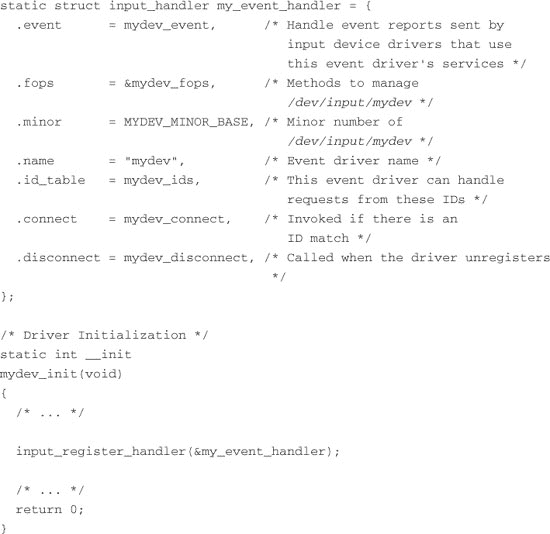 static struct input_handler my_event_handler = {
  .event      = mydev_event,      /* Handle event reports sent by
                                     input device drivers that use
                                     this event driver's services */
  .fops       = &mydev_fops,      /* Methods to manage
                                     /dev/input/mydev */
  .minor      = MYDEV_MINOR_BASE, /* Minor number of
                                     /dev/input/mydev */
  .name       = "mydev",          /* Event driver name */
  .id_table   = mydev_ids,        /* This event driver can handle
                                     requests from these IDs */
  .connect    = mydev_connect,    /* Invoked if there is an
                                     ID match */
  .disconnect = mydev_disconnect, /* Called when the driver unregisters
                                   */
};

/* Driver Initialization */
static int __init
mydev_init(void)
{
  /* ... */

  input_register_handler(&my_event_handler);

  /* ... */
  return 0;
}